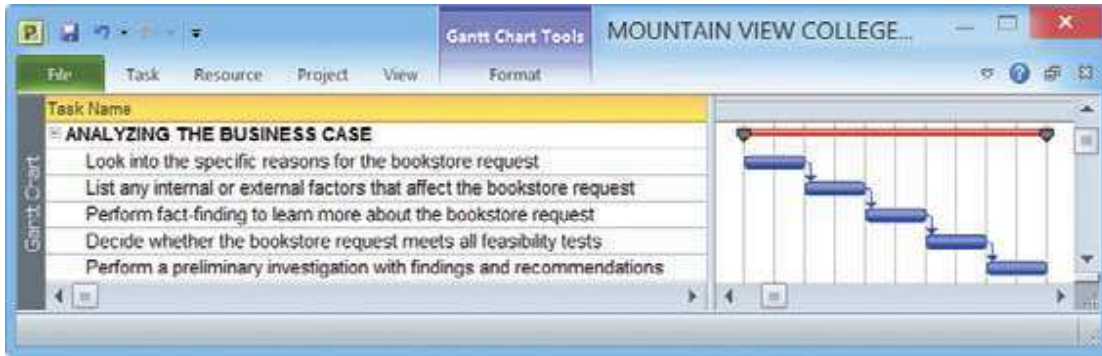 Gantt Chart Tools MOUNTAIN VIEW COLLEGE...
File Task Resource Project View Format
Task Name
ANALYZING THE BUSINESS CASE
Look into the specific reasons for the bookstore request
List any internal or external factors that affect the bookstore request
Perform fact-finding to learn more about the bookstore request
Decide whether the bookstore request meets all feasibility tests
Perform a preliminary investigation with findings and recommendations
Gantt Chart